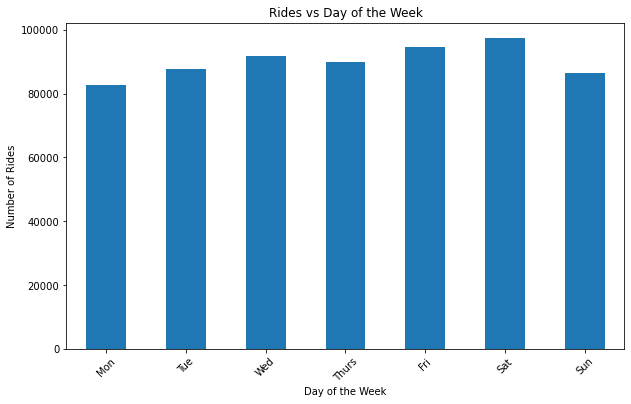 Rides vs Day of the Week
100000
80000
60000
40000
20000
0
Number of Rides
Mon
Tue
Wed
Thurs
Fri
Sat
Sun
Day of the Week